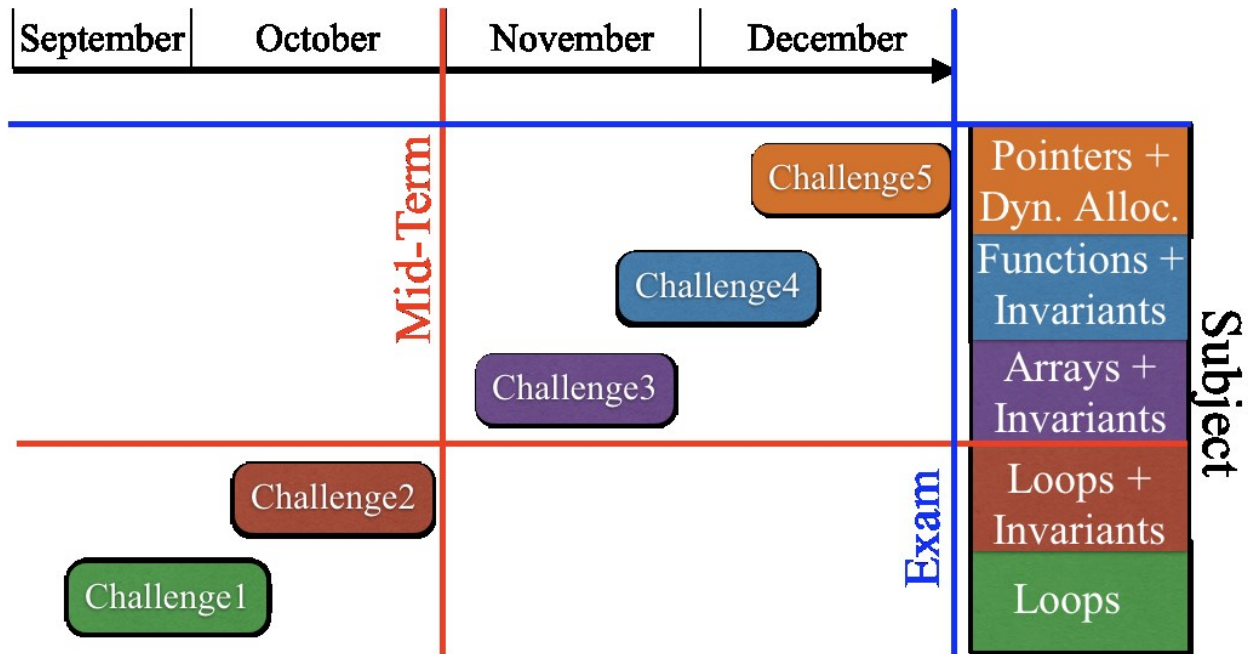 September October November December
Mid-Term
Exam
Challenge5
Challenge4
Challenge3
Challenge2
Challenge1
Pointers +
Dyn. Alloc.
Functions +
Invariants
Arrays +
Invariants
Loops +
Invariants
Loops
Subject